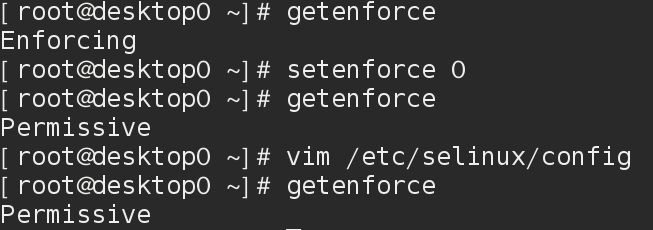 [root@desktop0 ~]# getenforce
Enforcing
[root@desktop0 ~]# setenforce 0
[root@desktop0 ~]# getenforce
Permissive
[root@desktop0 ~]# vim /etc/selinux/config
[root@desktop0 ~]# getenforce
Permissive